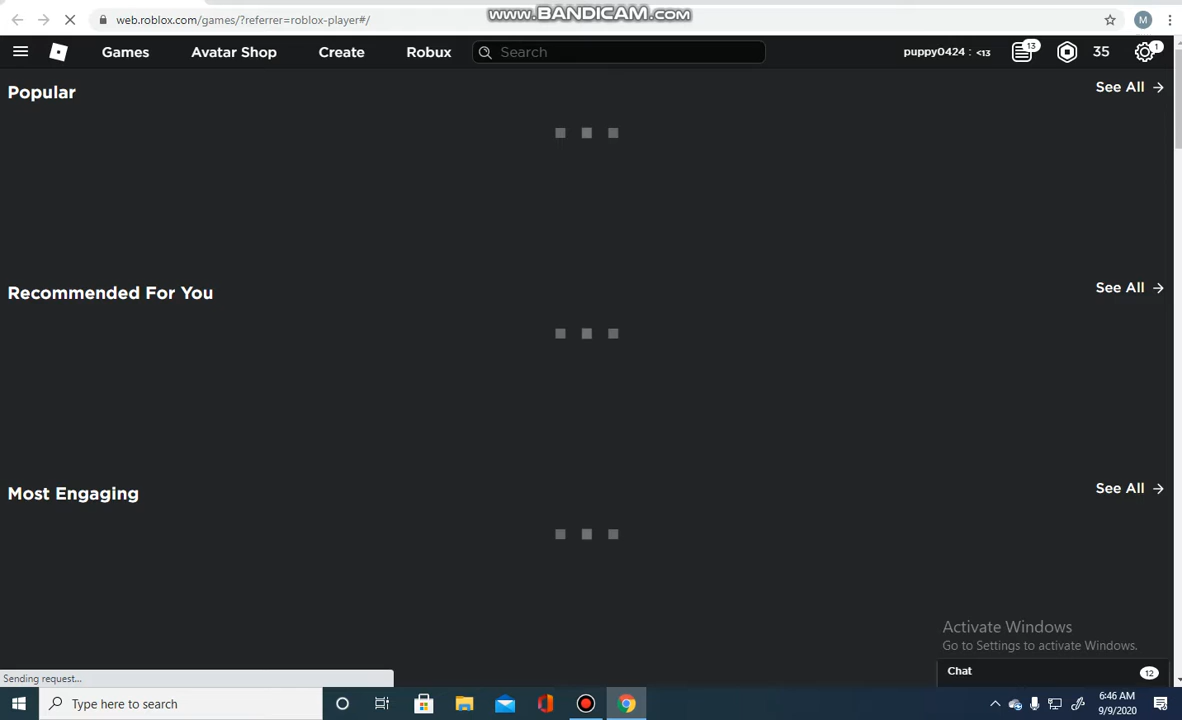 www.BANDICAM.com
web.roblox.com/games/?referrer=roblox-player#/
M
Games Avatar Shop Create Robux Search puppy0424 : <13 13 35 1
Popular See All
Recommended For You See All
Most Engaging See All
Activate Windows
Go to Settings to activate Windows.
Chat 12
Sending request...
Type here to search
6:46 AM
9/9/2020